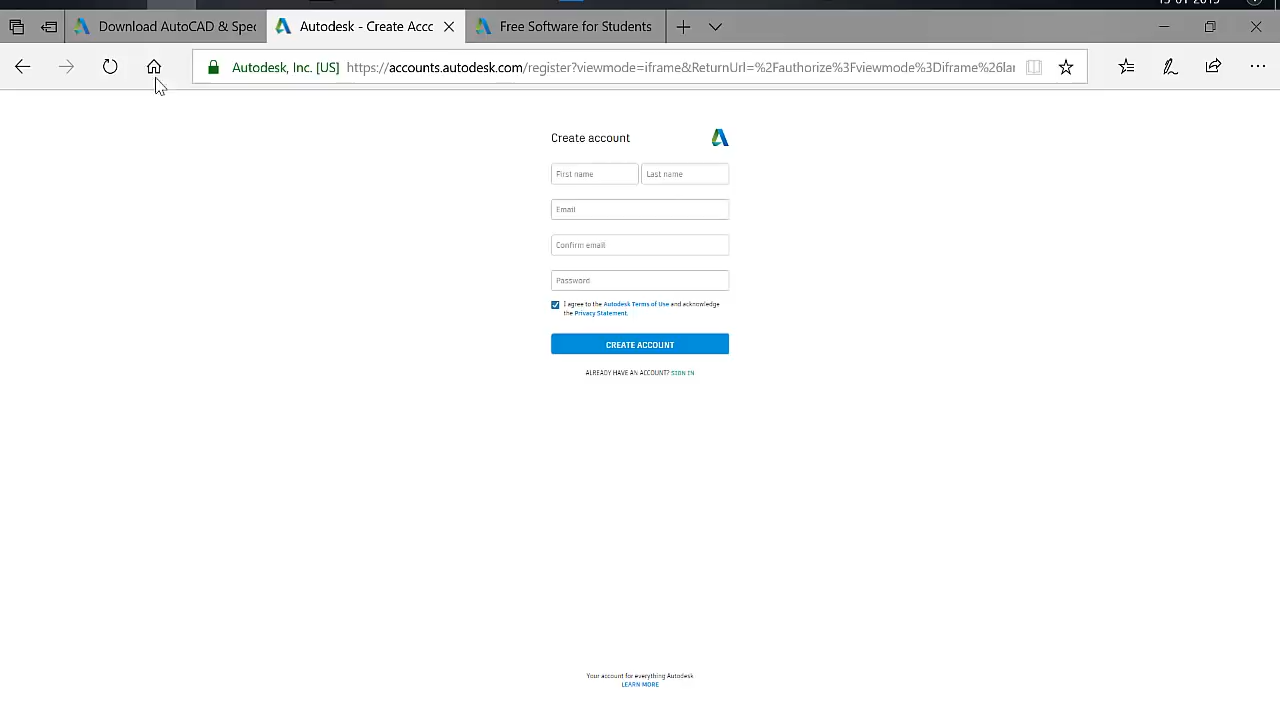 Download AutoCAD & Spec
Autodesk - Create Accc
Free Software for Students
Autodesk, Inc. [US] https://accounts.autodesk.com/register?viewmode=iframe&ReturnUrl=%2Fauthorize%3Fviewmode%3Diframe%26lar
Create account
First name
Last name
Email
Confirm email
Password
I agree to the Autodesk Terms of Use and acknowledge
the Privacy Statement.
CREATE ACCOUNT
ALREADY HAVE AN ACCOUNT? SIGN IN
Your account for everything Autodesk
LEARN MORE